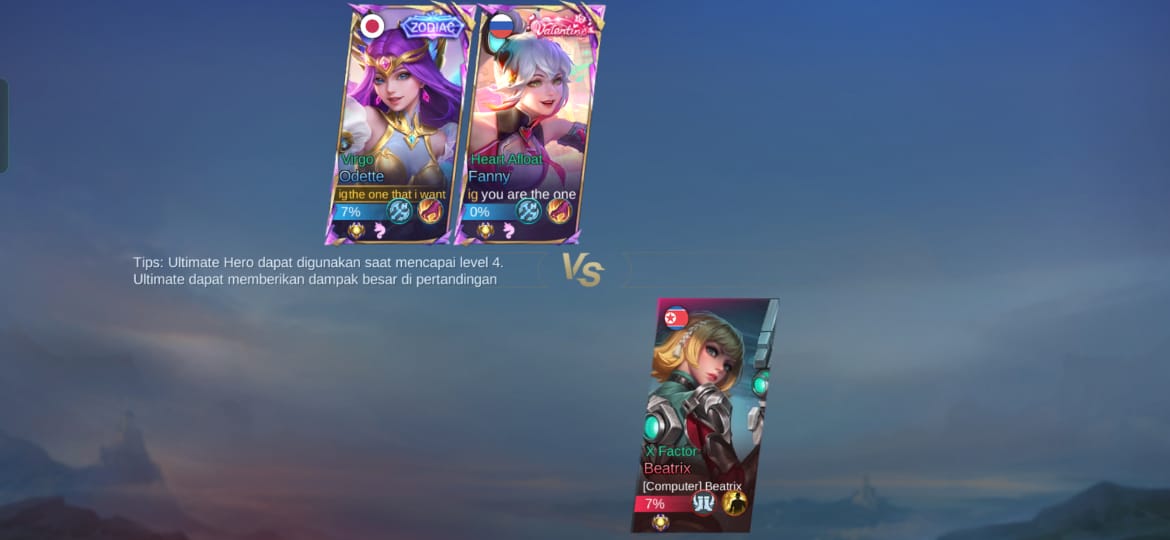 ZODIAC
Virgo
Odette
igthe one that i want
7%
Valentine
Heart Afloat
Fanny
ig you are the one
0%
Tips: Ultimate Hero dapat digunakan saat mencapai level 4.
Ultimate dapat memberikan dampak besar di pertandingan
VS
X Factor
Beatrix
[Computer] Beatrix
7%